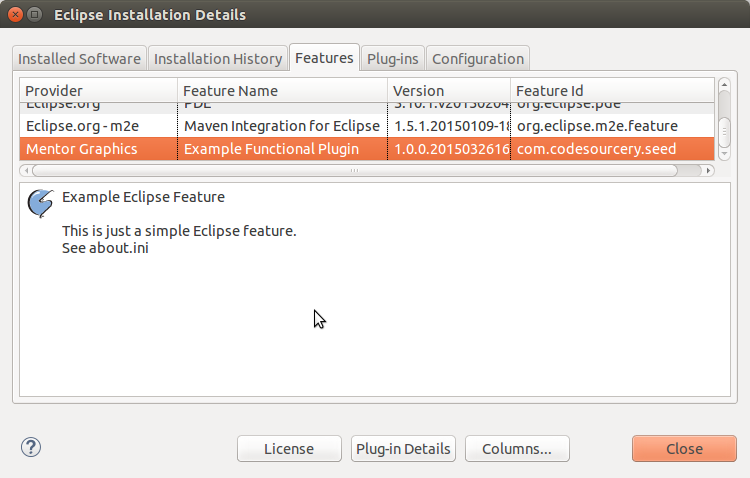 Eclipse Installation Details
Installed Software Installation History Features Plug-ins Configuration
Provider Feature Name Version Feature Id
Eclipse.org PDE 3.10.1.v20150204 org.eclipse.pde
Eclipse.org - m2e Maven Integration for Eclipse 1.5.1.20150109-18 org.eclipse.m2e.feature
Mentor Graphics Example Functional Plugin 1.0.0.2015032616 com.codesourcery.seed
Example Eclipse Feature
This is just a simple Eclipse feature.
See about.ini
? License Plug-in Details Columns... Close